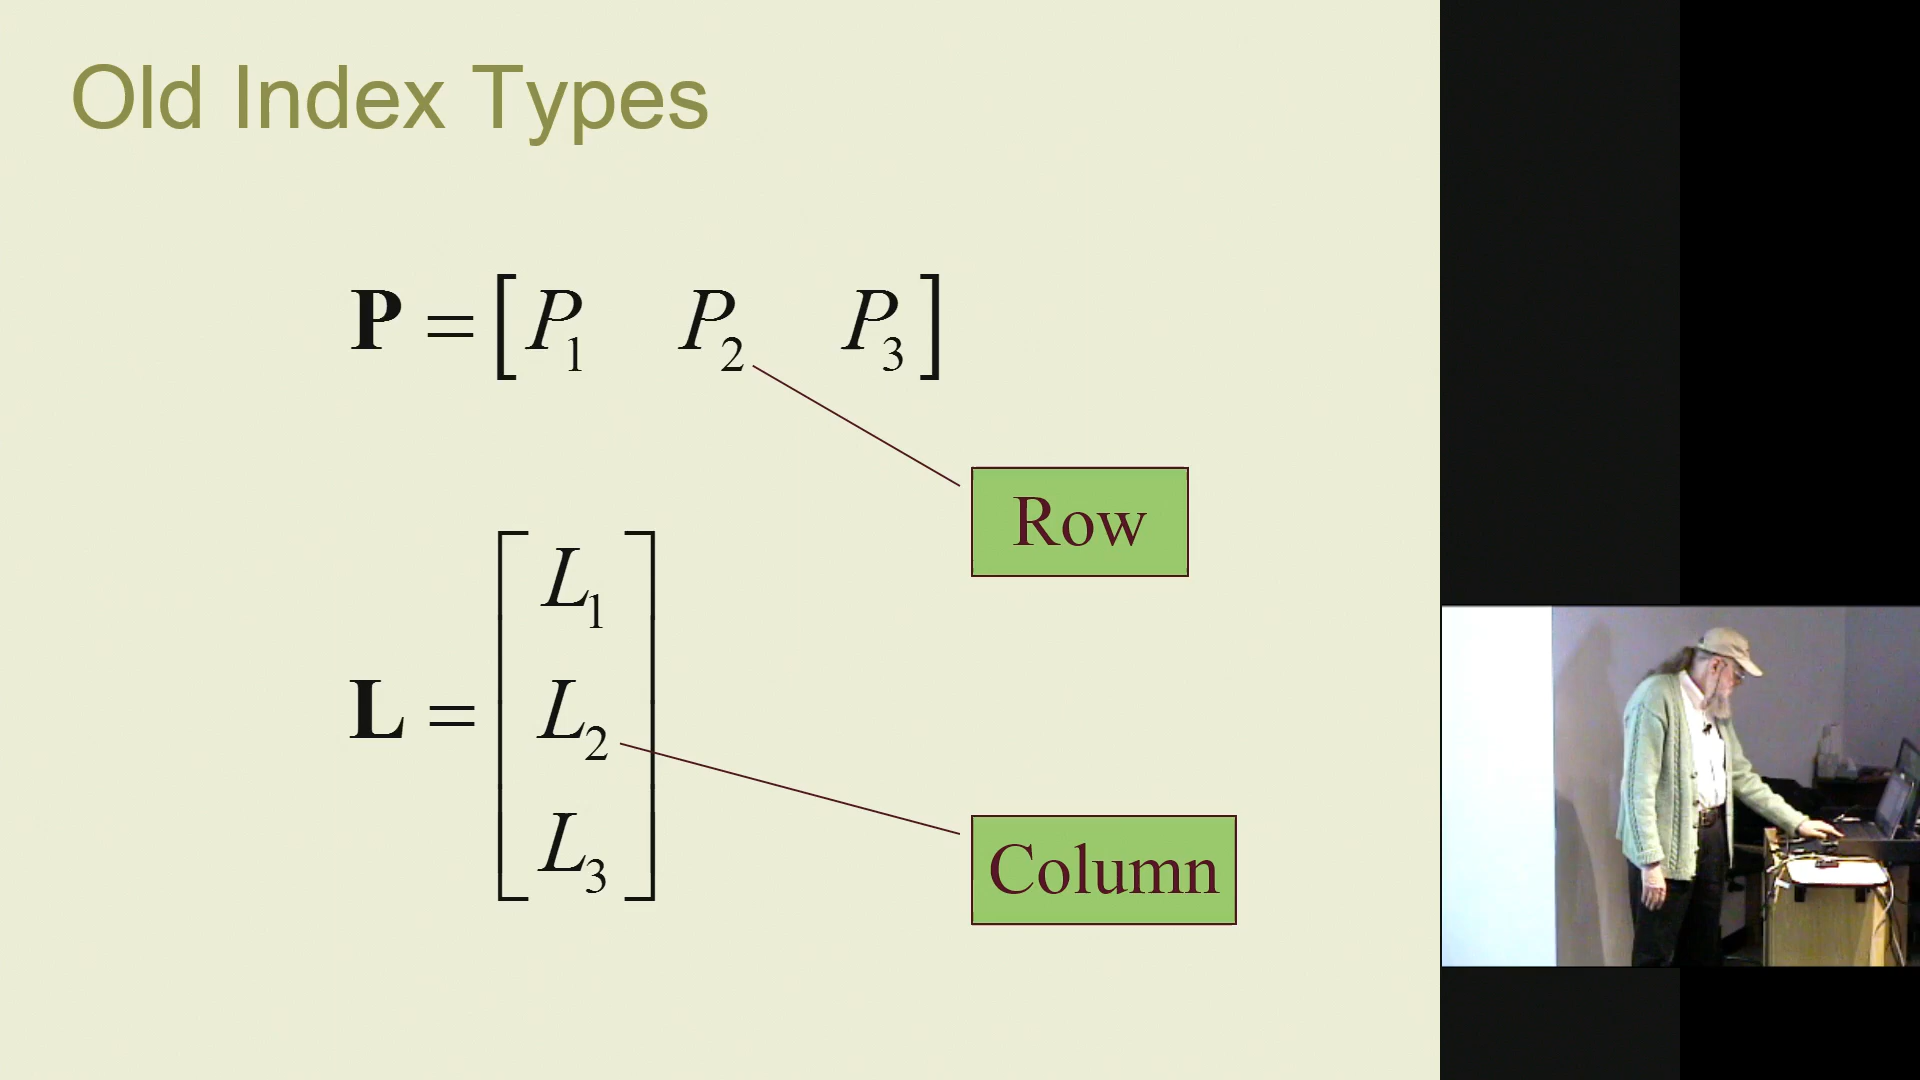 Old Index Types
P = [ P₁ P₂ P₃ ]
Row
L = [ L₁
L₂
L₃ ]
Column